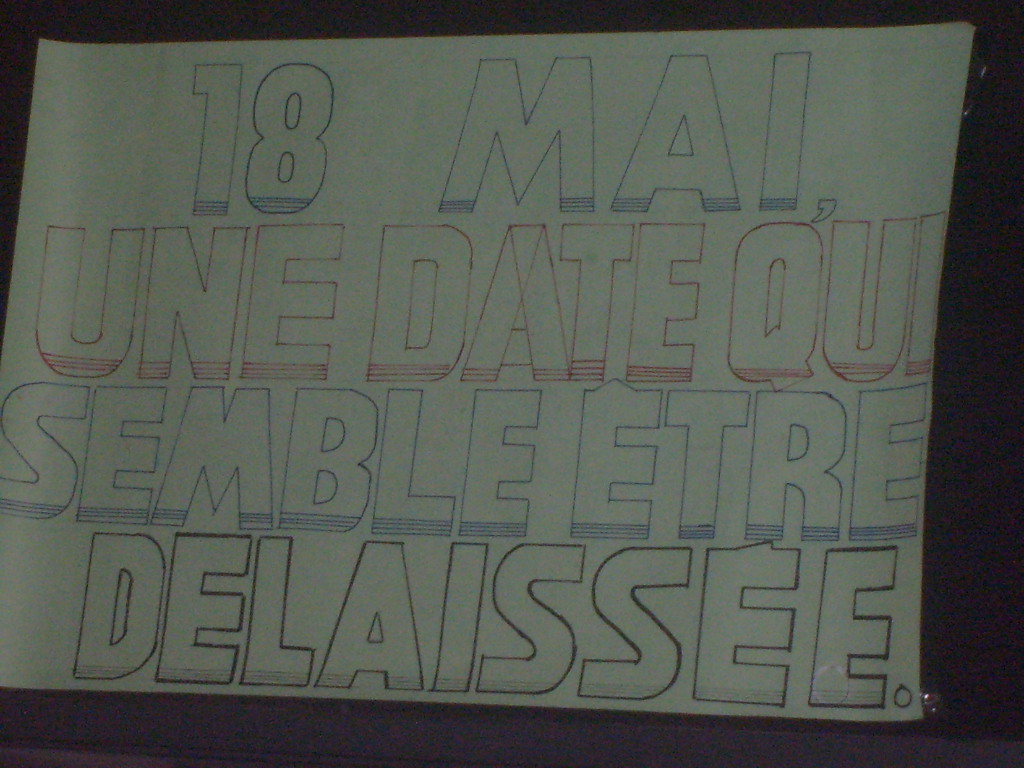 18 MAI,
UNE DATE QUI
SEMBLE ÊTRE
DELAISSÉE.